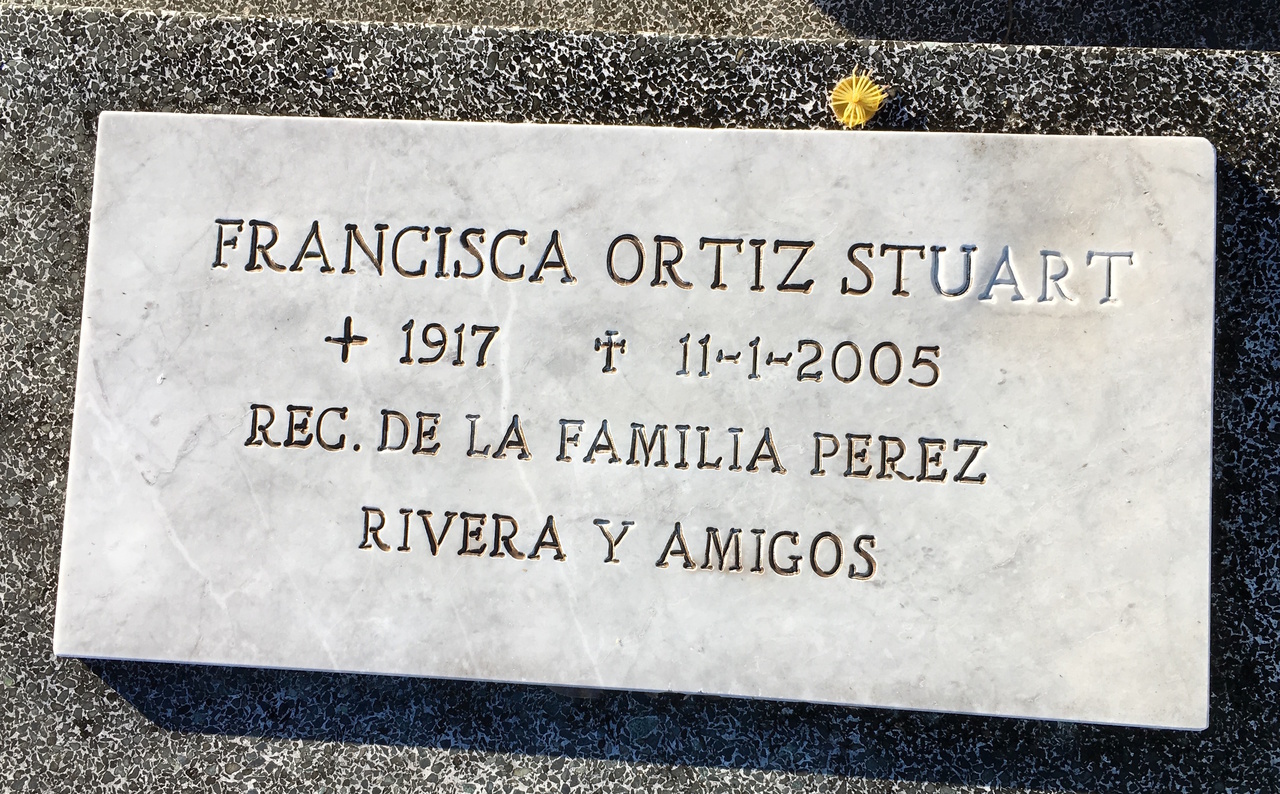 FRANCISCA ORTIZ STUART
+ 1917 ✝ 11-1-2005
REC. DE LA FAMILIA PEREZ
RIVERA Y AMIGOS